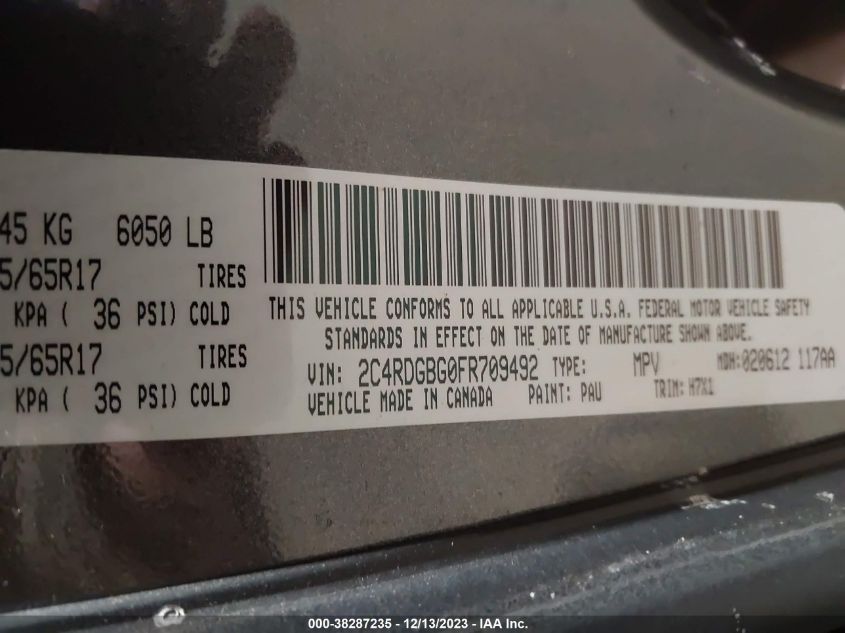 45 KG 6050 LB
5/65R17 TIRES
KPA ( 36 PSI) COLD
5/65R17 TIRES
KPA ( 36 PSI) COLD
THIS VEHICLE CONFORMS TO ALL APPLICABLE U.S.A. FEDERAL MOTOR VEHICLE SAFETY
STANDARDS IN EFFECT ON THE DATE OF MANUFACTURE SHOWN ABOVE.
VIN: 2C4RDGBG0FR709492 TYPE: MPV MDH:020612 117AA
VEHICLE MADE IN CANADA PAINT: PAU TRIM: H7X1
000-38287235 - 12/13/2023 - IAA Inc.